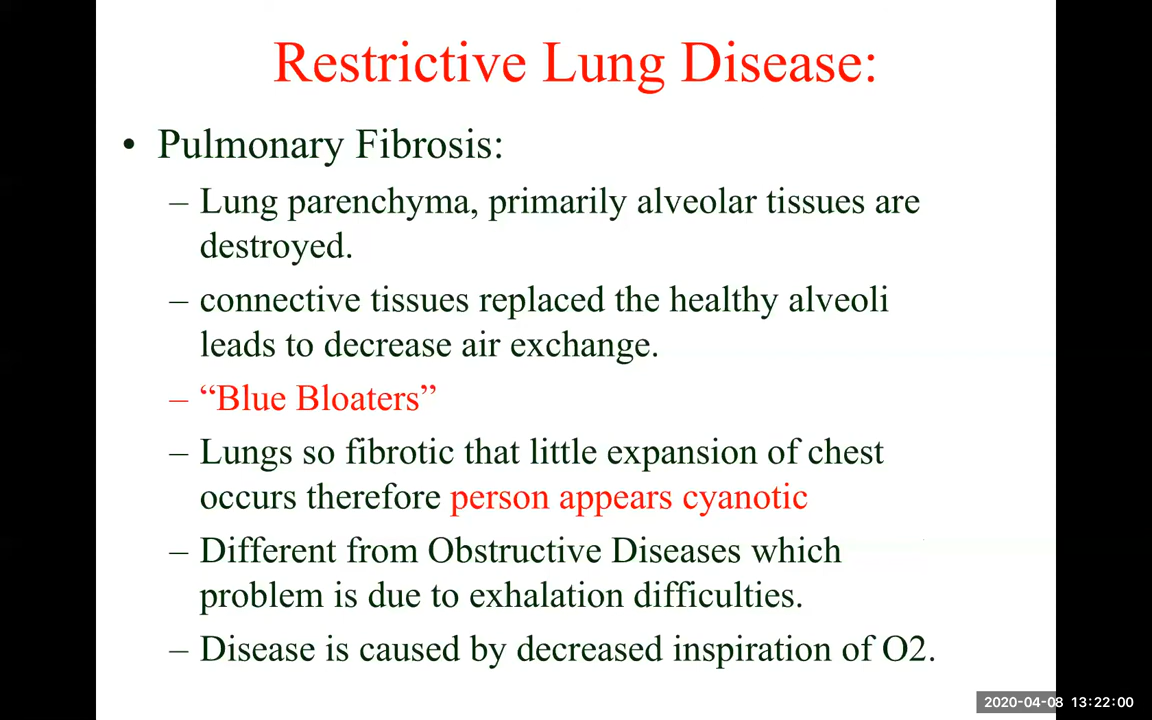 Restrictive Lung Disease:
• Pulmonary Fibrosis:
– Lung parenchyma, primarily alveolar tissues are
destroyed.
– connective tissues replaced the healthy alveoli
leads to decrease air exchange.
– “Blue Bloaters”
– Lungs so fibrotic that little expansion of chest
occurs therefore person appears cyanotic
– Different from Obstructive Diseases which
problem is due to exhalation difficulties.
– Disease is caused by decreased inspiration of O2.
2020-04-08 13:22:00